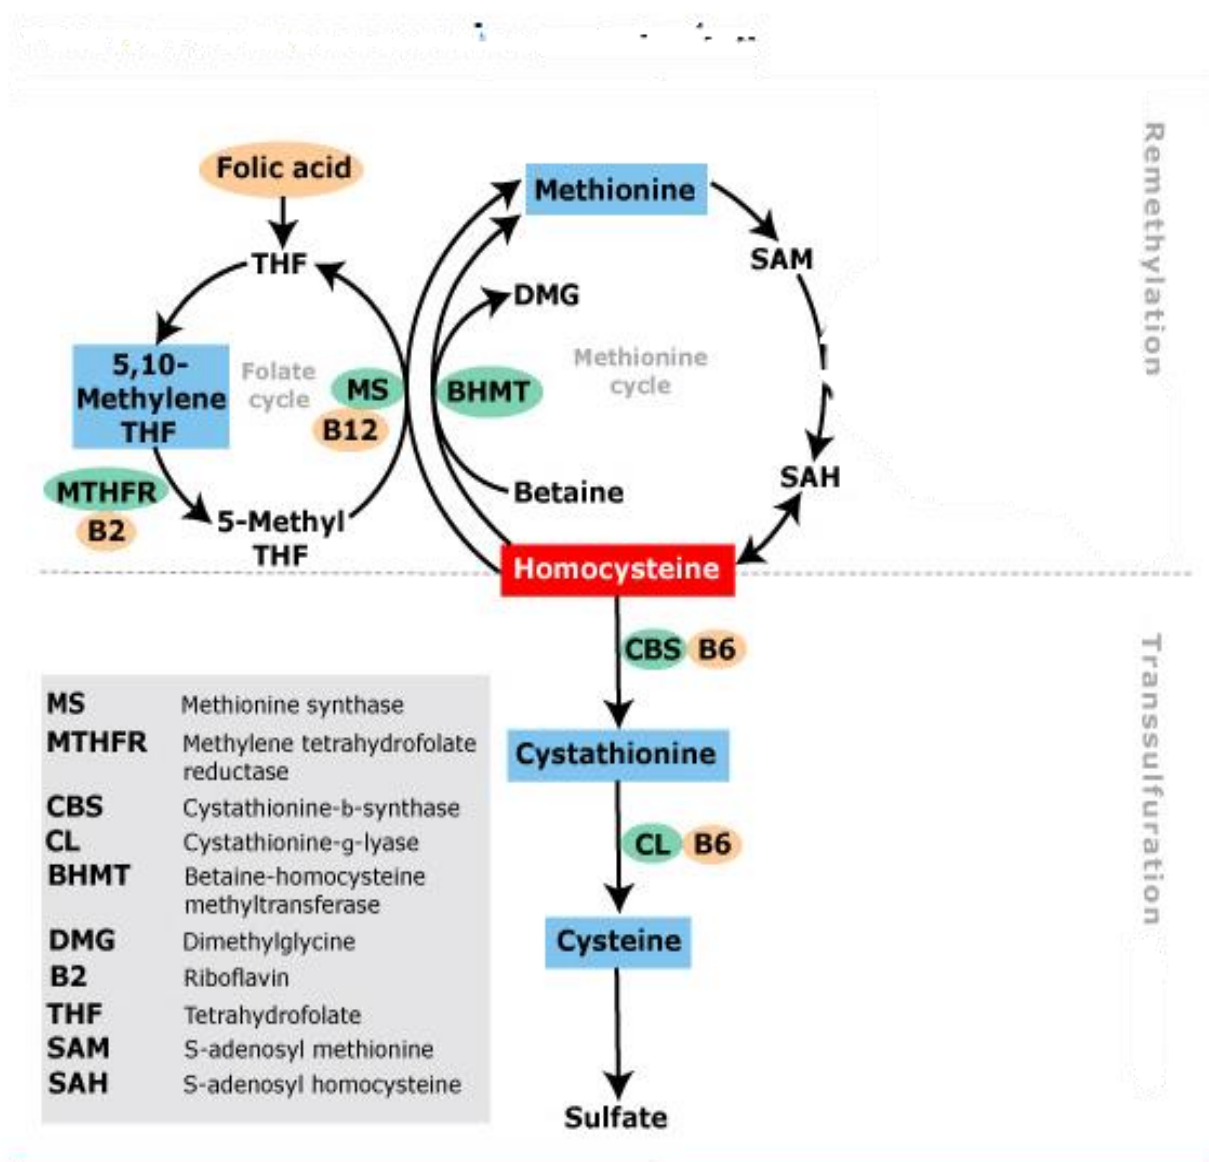 Folic acid
THF
5,10-
Methylene
THF
Folate
cycle
MS
B12
MTHFR
B2
5-Methyl
THF
Methionine
SAM
DMG
Methionine
cycle
BHMT
Betaine
SAH
Homocysteine
Remethylation
CBS B6
Cystathionine
CL B6
Cysteine
Sulfate
Transsulfuration
MS Methionine synthase
MTHFR Methylene tetrahydrofolate
reductase
CBS Cystathionine-b-synthase
CL Cystathionine-g-lyase
BHMT Betaine-homocysteine
methyltransferase
DMG Dimethylglycine
B2 Riboflavin
THF Tetrahydrofolate
SAM S-adenosyl methionine
SAH S-adenosyl homocysteine